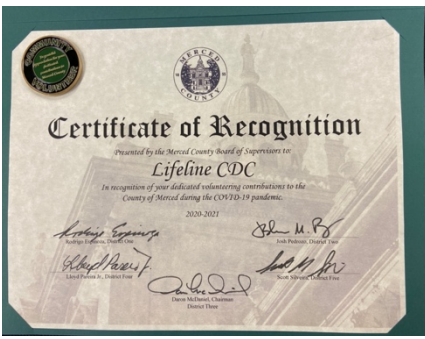 COMMUNITY
VOLUNTEER
MERCED
COUNTY
Certificate of Recognition
Presented by the Merced County Board of Supervisors to:
Lifeline CDC
In recognition of your dedicated volunteering contributions to the
County of Merced during the COVID-19 pandemic.
2020-2021
Rodrigo Espinoza, District One
Josh Pedrozo, District Two
Lloyd Pareira Jr., District Four
Scott Silveira, District Five
Daron McDaniel, Chairman
District Three